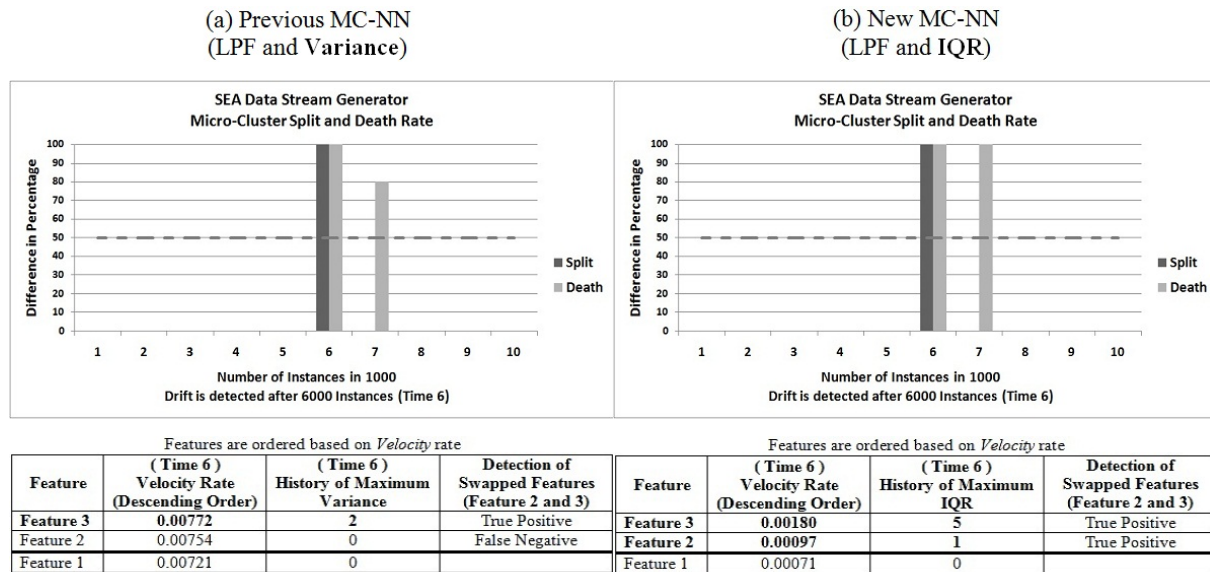 (a) Previous MC-NN
(LPF and Variance)
SEA Data Stream Generator
Micro-Cluster Split and Death Rate
Difference in Percentage
100
90
80
70
60
50
40
30
20
10
0
1 2 3 4 5 6 7 8 9 10
Split
Death
Number of Instances in 1000
Drift is detected after 6000 Instances (Time 6)
Features are ordered based on Velocity rate
Feature
( Time 6 )
Velocity Rate
(Descending Order)
( Time 6 )
History of Maximum
Variance
Detection of
Swapped Features
(Feature 2 and 3)
Feature 3 0.00772 2 True Positive
Feature 2 0.00754 0 False Negative
Feature 1 0.00721 0
(b) New MC-NN
(LPF and IQR)
SEA Data Stream Generator
Micro-Cluster Split and Death Rate
Difference in Percentage
100
90
80
70
60
50
40
30
20
10
0
1 2 3 4 5 6 7 8 9 10
Split
Death
Number of Instances in 1000
Drift is detected after 6000 Instances (Time 6)
Features are ordered based on Velocity rate
Feature
( Time 6 )
Velocity Rate
(Descending Order)
( Time 6 )
History of Maximum
IQR
Detection of
Swapped Features
(Feature 2 and 3)
Feature 3 0.00180 5 True Positive
Feature 2 0.00097 1 True Positive
Feature 1 0.00071 0